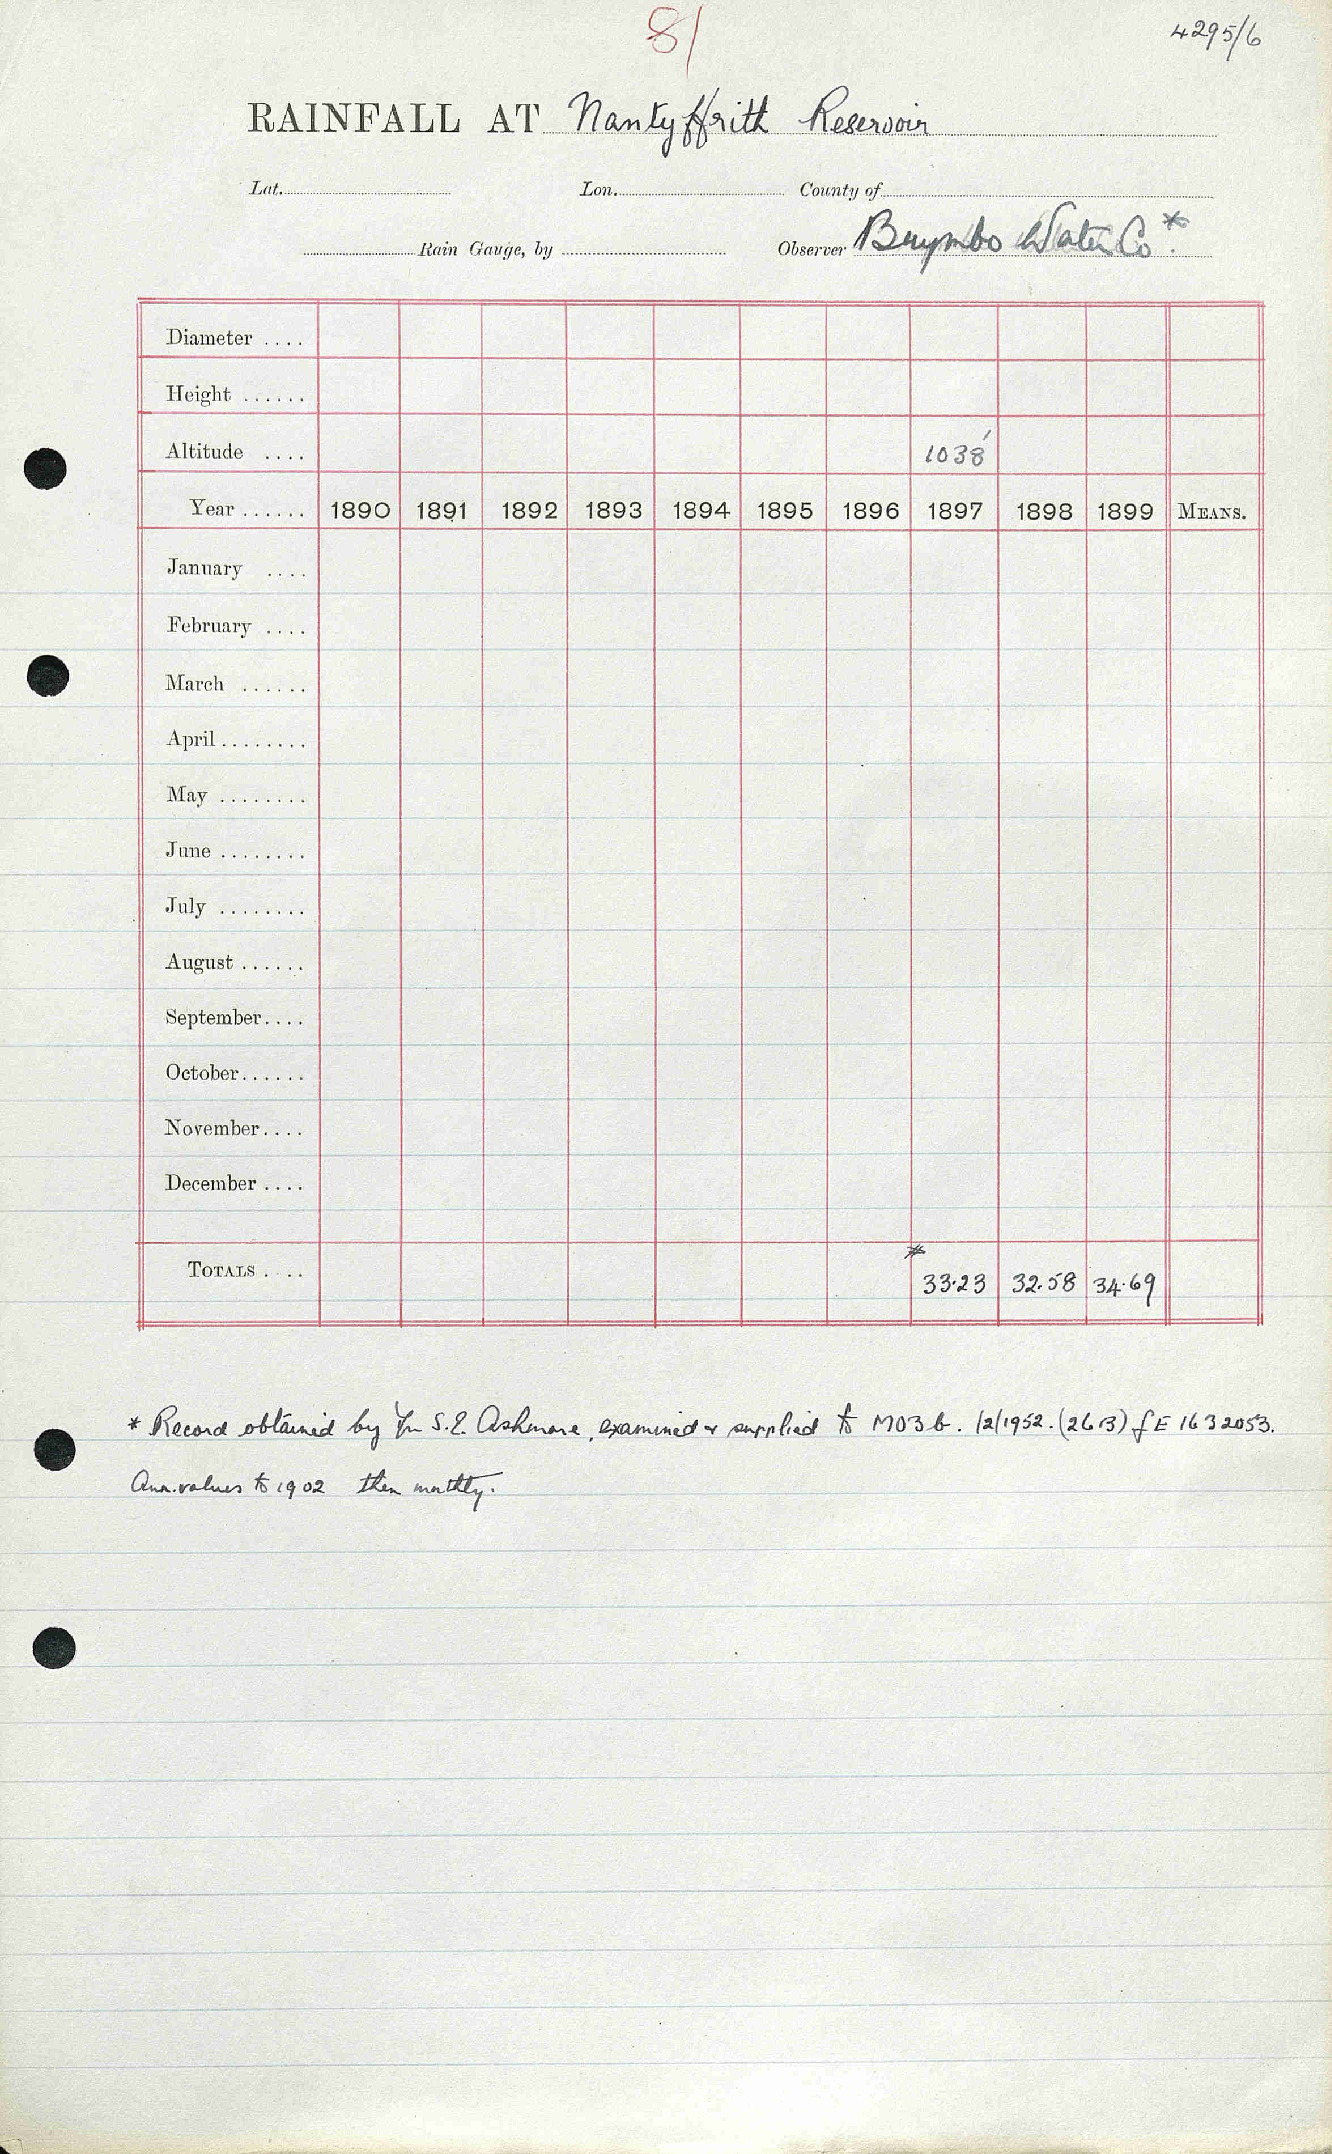 81
4295/6
RAINFALL AT Nantyffrith Reservoir
Lat. Lon. County of
Rain Gauge, by Observer Brymbo Water Co.*
Diameter ....
Height ......
Altitude .... 1038'
Year ...... 1890 1891 1892 1893 1894 1895 1896 1897 1898 1899 MEANS.
January ....
February ....
March ......
April ........
May ........
June ........
July ........
August ......
September ....
October ......
November ....
December ....
*
TOTALS .... 33.23 32.58 34.69
* Record obtained by Mr S.E. Ashmore, examined & supplied to MO3b. 12/1952. (2613) f E 1632053.
Ann. values to 1902 then monthly.